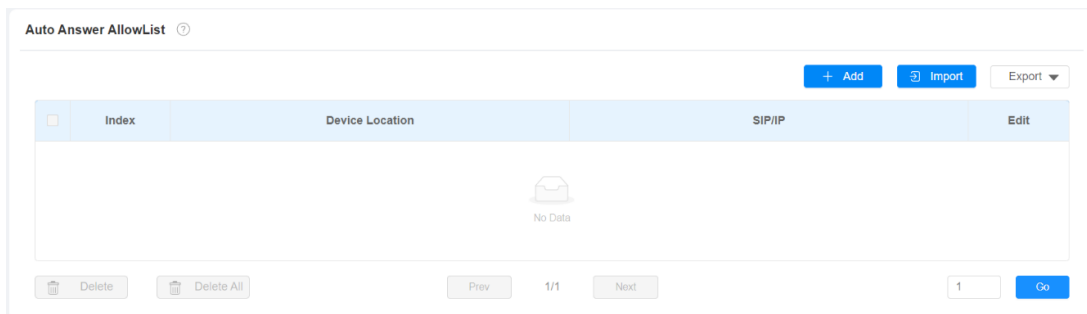 Auto Answer AllowList ?
+ Add Import Export
Index Device Location SIP/IP Edit
No Data
Delete Delete All Prev 1/1 Next 1 Go